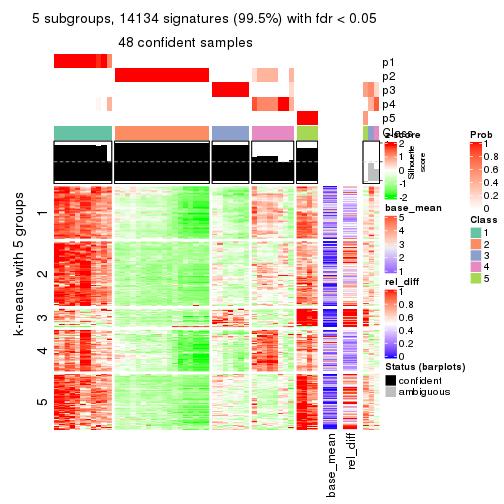 5 subgroups, 14134 signatures (99.5%) with fdr < 0.05
48 confident samples
p1
p2
p3
p4
p5
Class
z-score
2
1
0
-1
-2
Silhouette
score
base_mean
5
4
3
2
1
rel_diff
1
0.8
0.6
0.4
0.2
0
Status (barplots)
confident
ambiguous
Prob
1
0.8
0.6
0.4
0.2
0
Class
1
2
3
4
5
k-means with 5 groups
1
2
3
4
5
base_mean
rel_diff